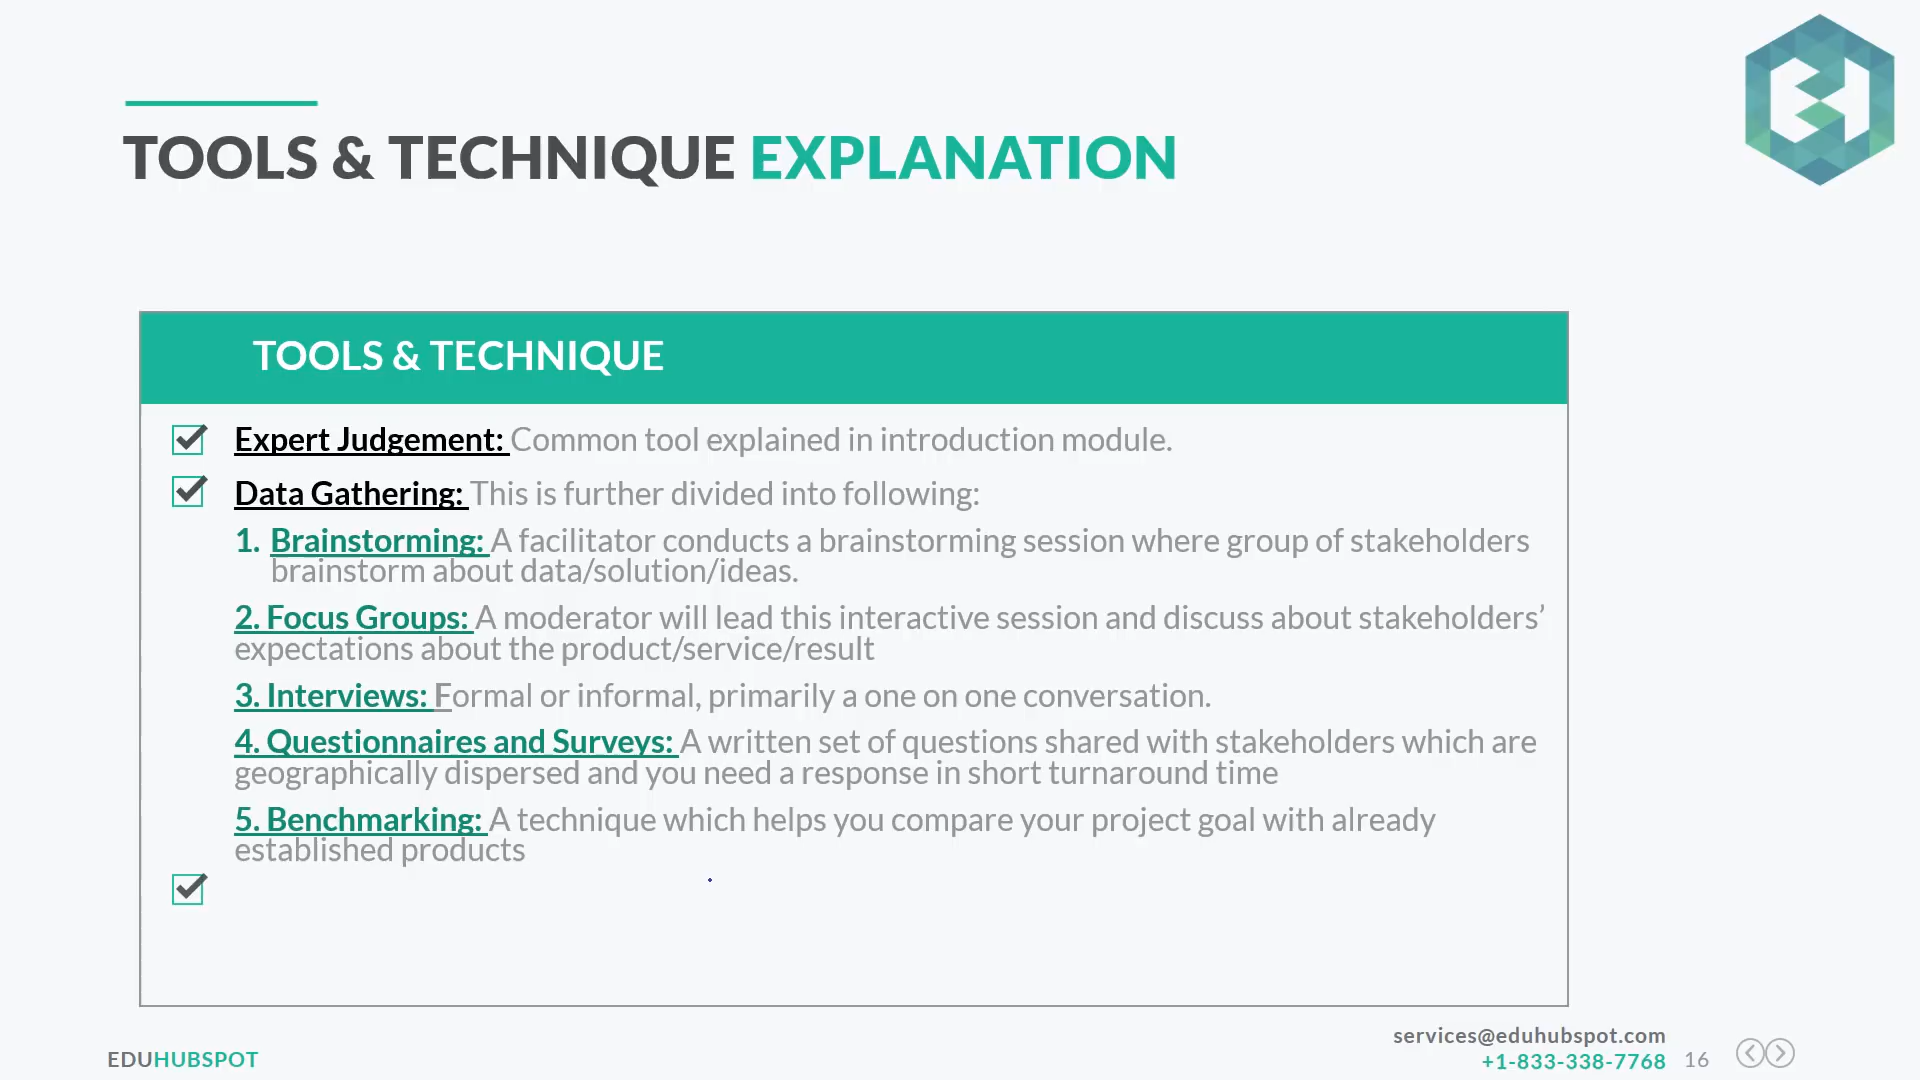 TOOLS & TECHNIQUE EXPLANATION
TOOLS & TECHNIQUE
Expert Judgement: Common tool explained in introduction module.
Data Gathering: This is further divided into following:
1. Brainstorming: A facilitator conducts a brainstorming session where group of stakeholders
brainstorm about data/solution/ideas.
2. Focus Groups: A moderator will lead this interactive session and discuss about stakeholders’
expectations about the product/service/result
3. Interviews: Formal or informal, primarily a one on one conversation.
4. Questionnaires and Surveys: A written set of questions shared with stakeholders which are
geographically dispersed and you need a response in short turnaround time
5. Benchmarking: A technique which helps you compare your project goal with already
established products
services@eduhubspot.com
EDUHUBSPOT
+1-833-338-7768 16